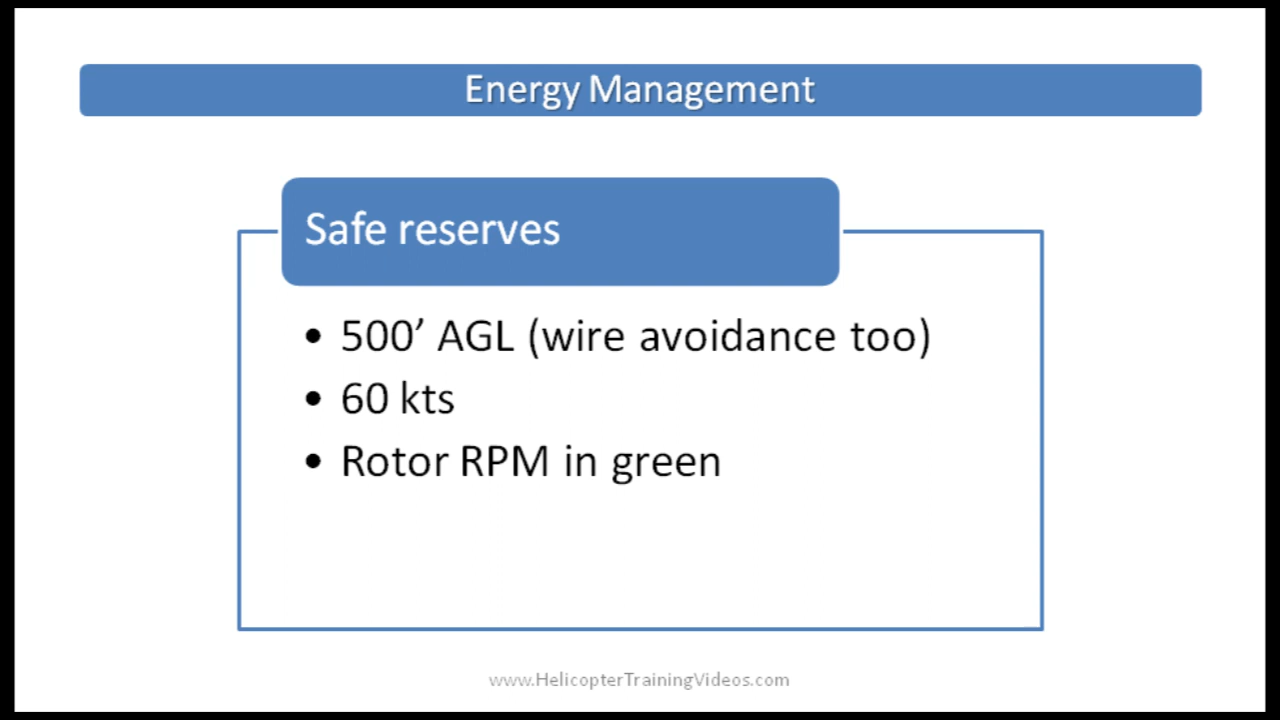 Energy Management
Safe reserves
• 500’ AGL (wire avoidance too)
• 60 kts
• Rotor RPM in green
www.HelicopterTrainingVideos.com